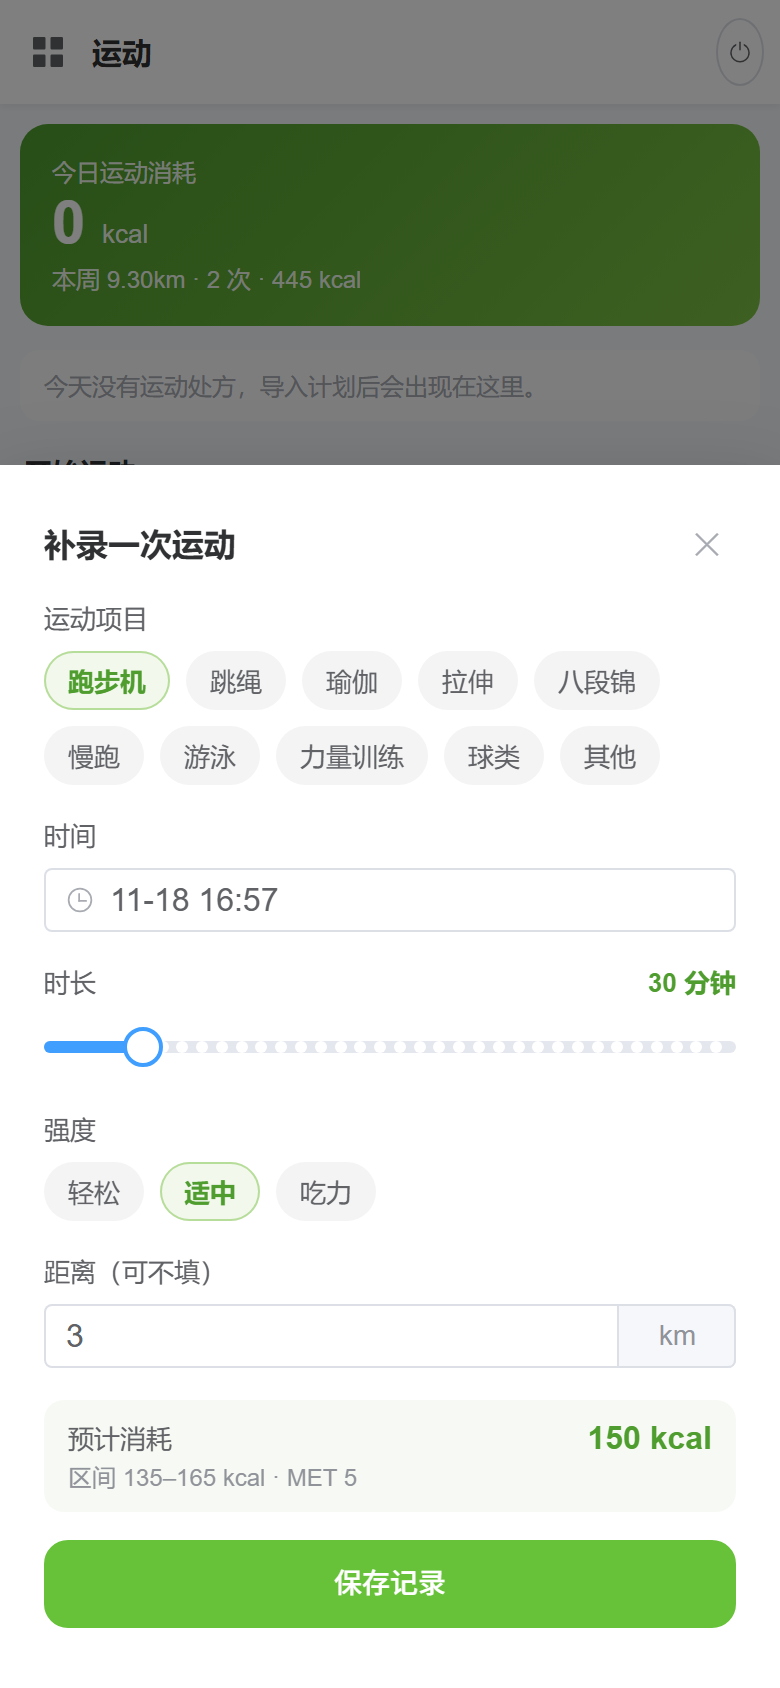 运动
今日运动消耗
0 kcal
本周 9.30km · 2 次 · 445 kcal
今天没有运动处方，导入计划后会出现在这里。
补录一次运动
运动项目
跑步机 跳绳 瑜伽 拉伸 八段锦
慢跑 游泳 力量训练 球类 其他
时间
11-18 16:57
时长 30 分钟
强度
轻松 适中 吃力
距离（可不填）
3 km
预计消耗 150 kcal
区间 135–165 kcal · MET 5
保存记录